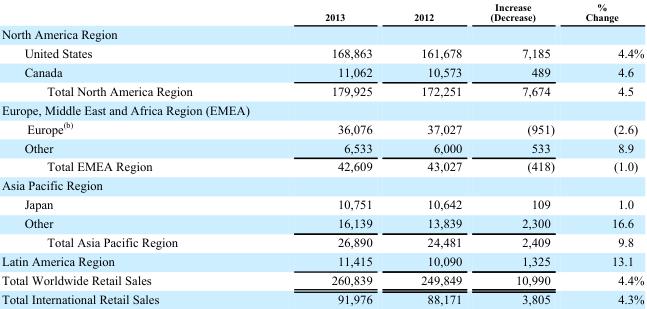 Increase %
2013 2012 (Decrease) Change
North America Region
United States 168,863 161,678 7,185 4.4%
Canada 11,062 10,573 489 4.6
Total North America Region 179,925 172,251 7,674 4.5
Europe, Middle East and Africa Region (EMEA)
Europe(b) 36,076 37,027 (951) (2.6)
Other 6,533 6,000 533 8.9
Total EMEA Region 42,609 43,027 (418) (1.0)
Asia Pacific Region
Japan 10,751 10,642 109 1.0
Other 16,139 13,839 2,300 16.6
Total Asia Pacific Region 26,890 24,481 2,409 9.8
Latin America Region 11,415 10,090 1,325 13.1
Total Worldwide Retail Sales 260,839 249,849 10,990 4.4%
Total International Retail Sales 91,976 88,171 3,805 4.3%